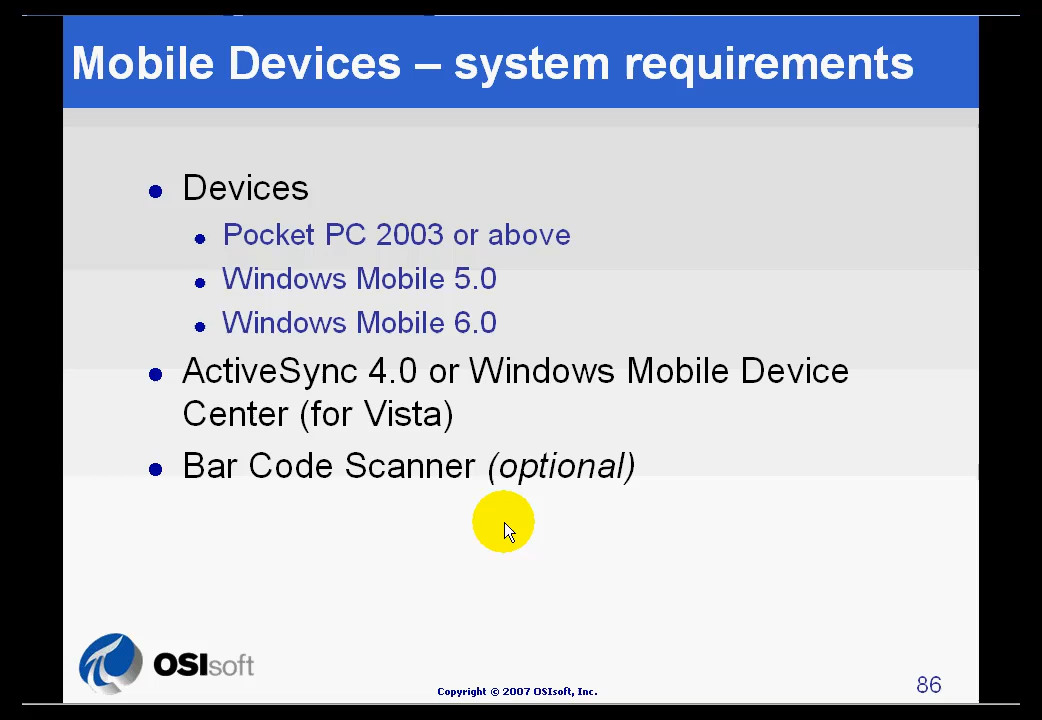 Mobile Devices – system requirements
Devices
Pocket PC 2003 or above
Windows Mobile 5.0
Windows Mobile 6.0
ActiveSync 4.0 or Windows Mobile Device
Center (for Vista)
Bar Code Scanner (optional)
OSIsoft
Copyright © 2007 OSIsoft, Inc.
86